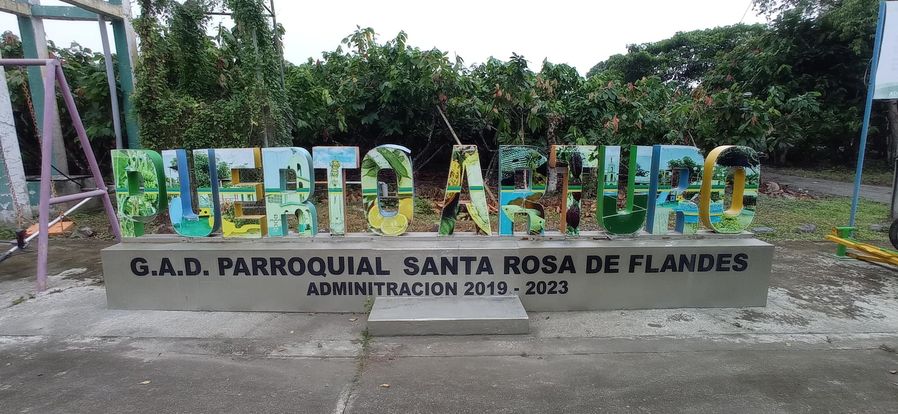 PUERTO ARTURO
G.A.D. PARROQUIAL SANTA ROSA DE FLANDES
ADMINITRACION 2019 - 2023